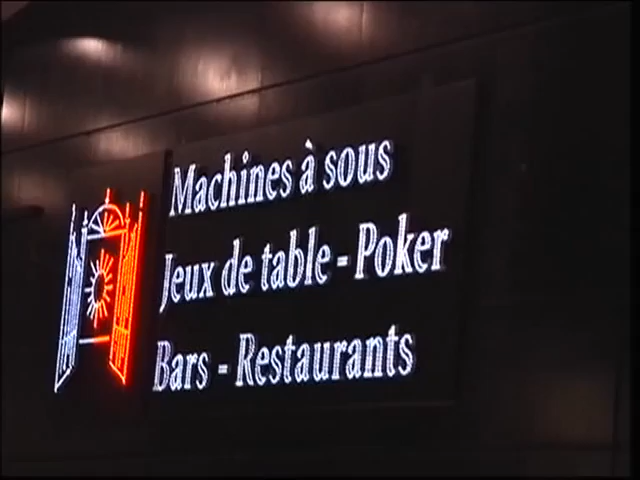 Machines à sous
Jeux de table - Poker
Bars - Restaurants